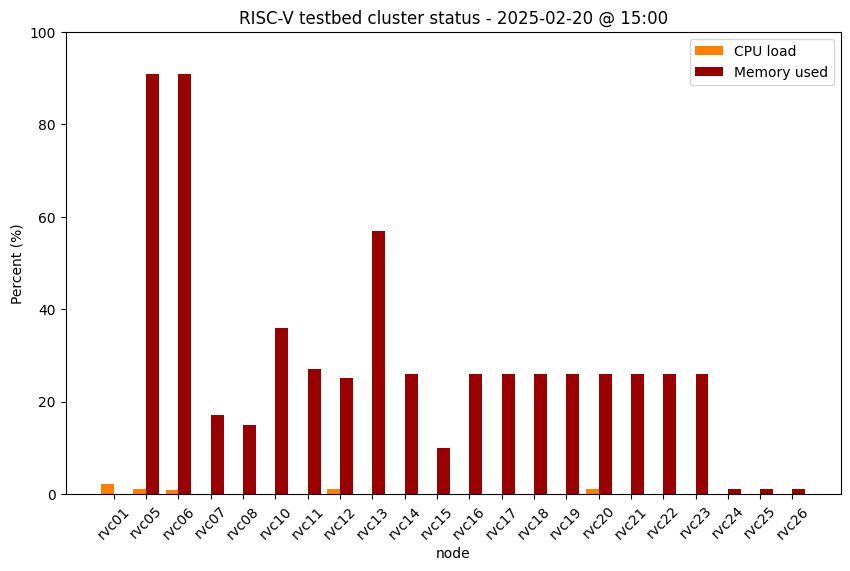 RISC-V testbed cluster status - 2025-02-20 @ 15:00
CPU load
Memory used
Percent (%)
100
80
60
40
20
0
rvc01 rvc05 rvc06 rvc07 rvc08 rvc10 rvc11 rvc12 rvc13 rvc14 rvc15 rvc16 rvc17 rvc18 rvc19 rvc20 rvc21 rvc22 rvc23 rvc24 rvc25 rvc26
node